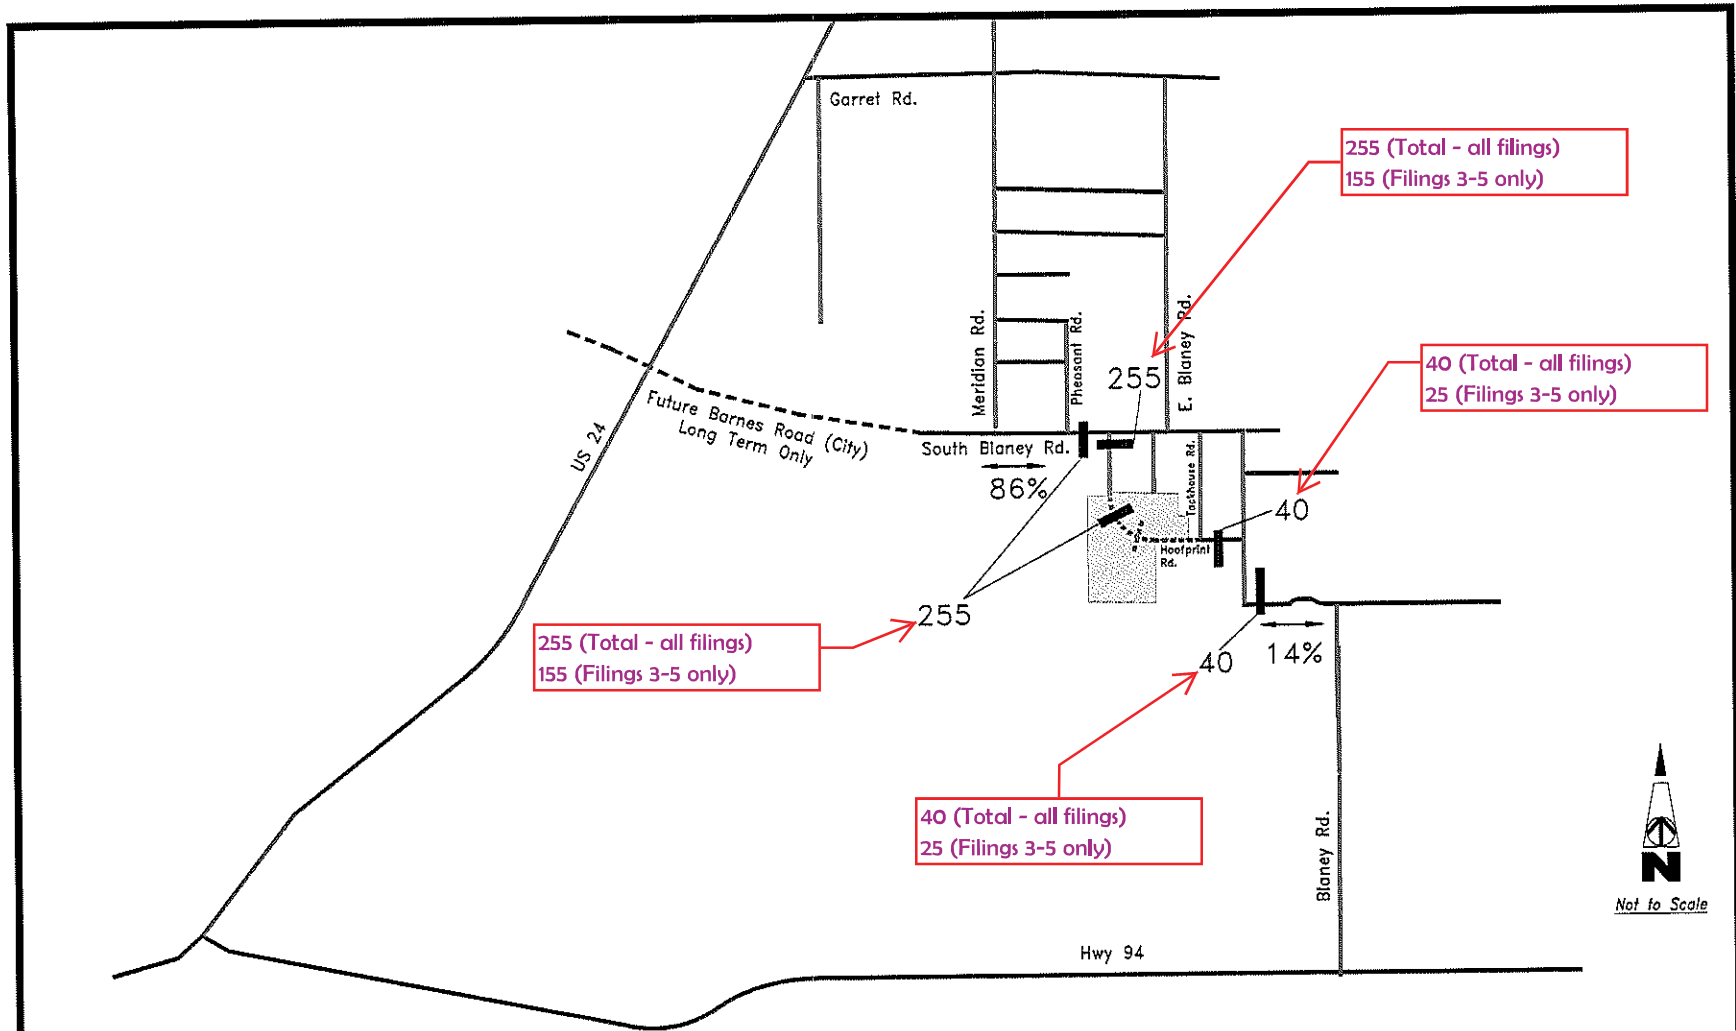 Garret Rd.
255 (Total - all filings)
155 (Filings 3-5 only)
Meridian Rd.
Pheasant Rd.
E. Blaney Rd.
255
40 (Total - all filings)
25 (Filings 3-5 only)
US 24
Future Barnes Road (City)
Long Term Only
South Blaney Rd.
86%
Tackhouse Rd.
40
Hoofprint
Rd.
255
255 (Total - all filings)
155 (Filings 3-5 only)
40
14%
40 (Total - all filings)
25 (Filings 3-5 only)
Blaney Rd.
N
Not to Scale
Hwy 94